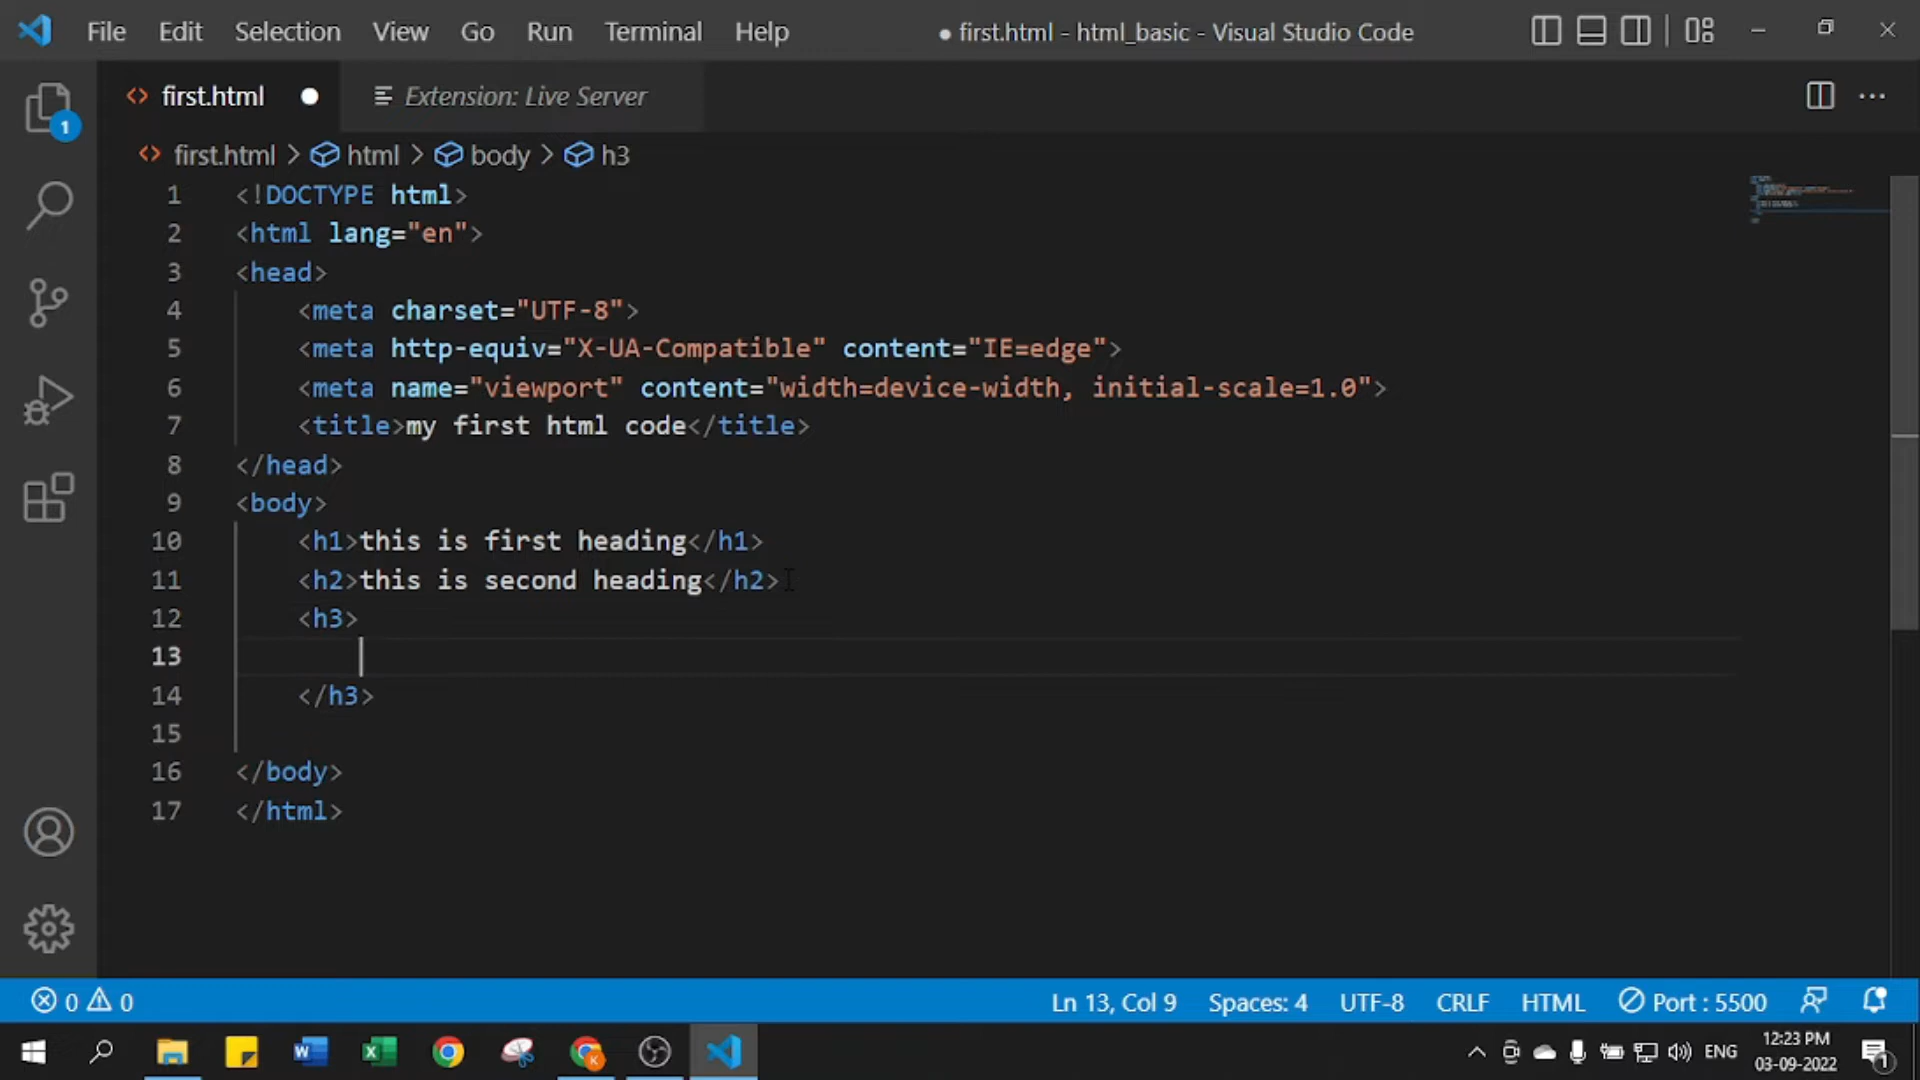 File Edit Selection View Go Run Terminal Help ● first.html - html_basic - Visual Studio Code
<> first.html ● Extension: Live Server ···
<> first.html > html > body > h3
1 <!DOCTYPE html>
2 <html lang="en">
3 <head>
4     <meta charset="UTF-8">
5     <meta http-equiv="X-UA-Compatible" content="IE=edge">
6     <meta name="viewport" content="width=device-width, initial-scale=1.0">
7     <title>my first html code</title>
8 </head>
9 <body>
10     <h1>this is first heading</h1>
11     <h2>this is second heading</h2>
12     <h3>
13
14     </h3>
15
16 </body>
17 </html>
1
0 0 Ln 13, Col 9 Spaces: 4 UTF-8 CRLF HTML Port : 5500
ENG 12:23 PM
03-09-2022
1